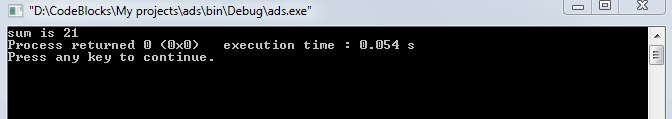 "D:\CodeBlocks\My projects\ads\bin\Debug\ads.exe"
sum is 21
Process returned 0 (0x0)   execution time : 0.054 s
Press any key to continue.